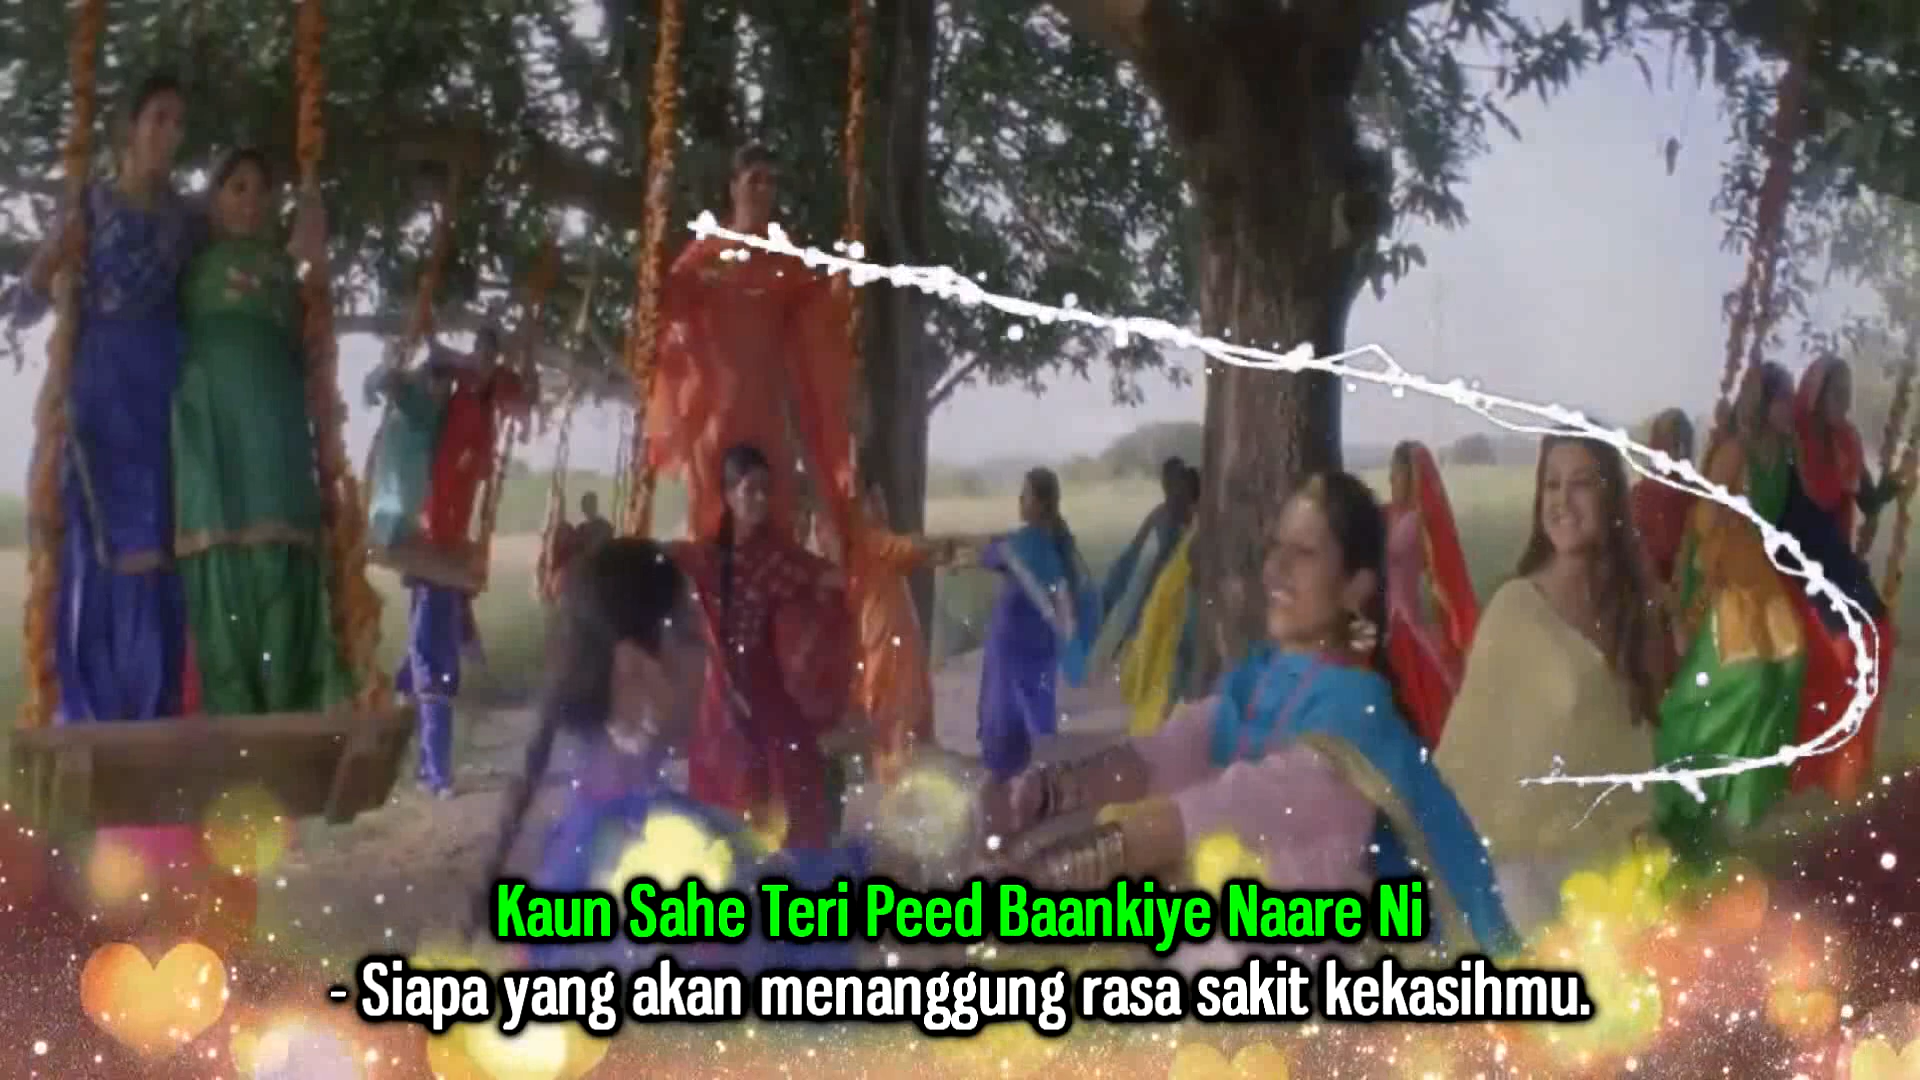 Kaun Sahe Teri Peed Baankiye Naare Ni
- Siapa yang akan menanggung rasa sakit kekasihmu.